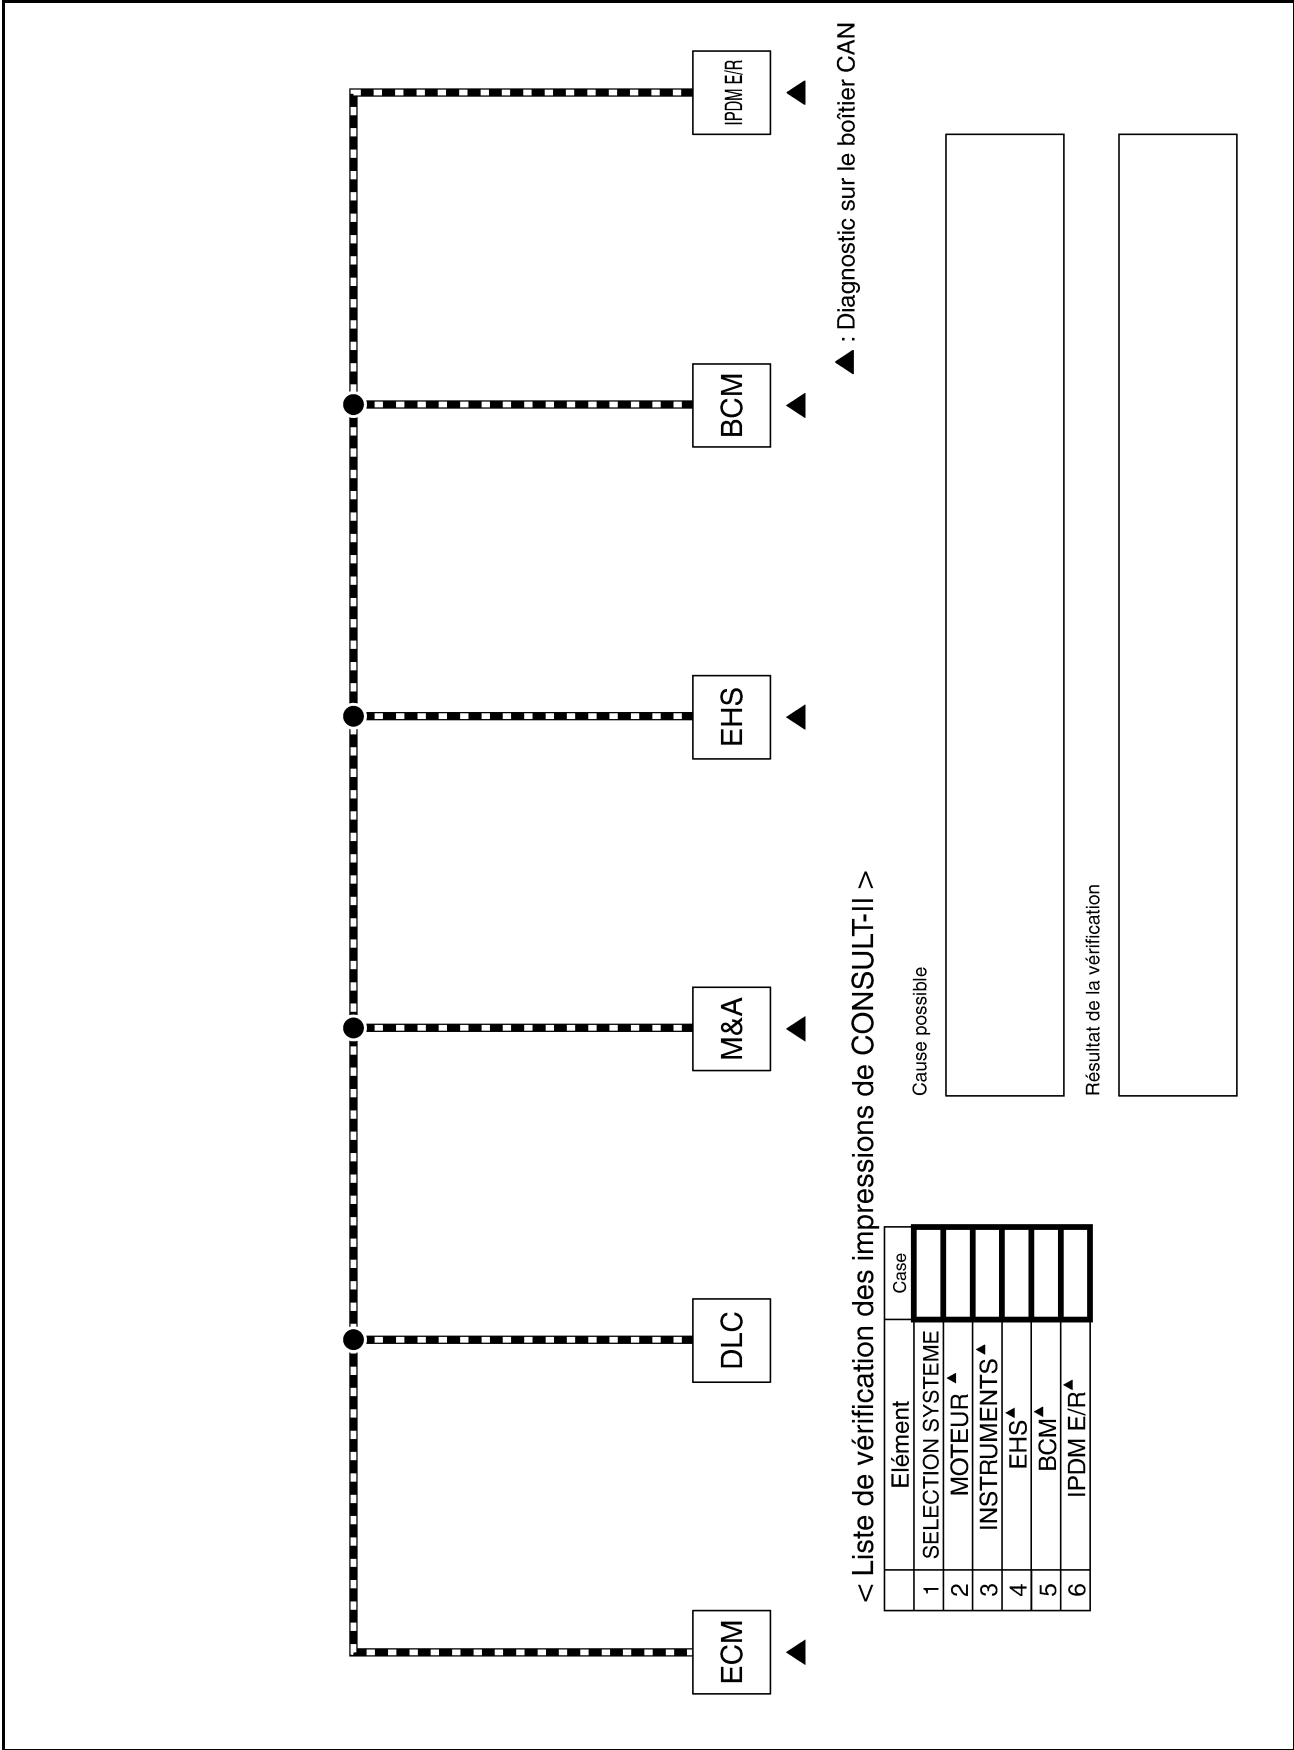 ECM
DLC
M&A
EHS
BCM
IPDM E/R
▲ : Diagnostic sur le boîtier CAN
< Liste de vérification des impressions de CONSULT-II >
Elément Case
1 SELECTION SYSTEME
2 MOTEUR▲
3 INSTRUMENTS▲
4 EHS▲
5 BCM▲
6 IPDM E/R▲
Cause possible
Résultat de la vérification